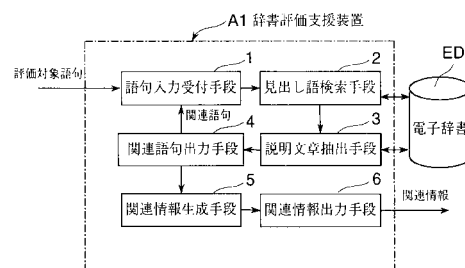 A1 辞書評価支援装置
ED
1
2
評価対象語句
語句入力受付手段
見出し語検索手段
関連語句
4
3
電子辞書
関連語句出力手段
説明文章抽出手段
5
6
関連情報生成手段
関連情報出力手段
関連情報